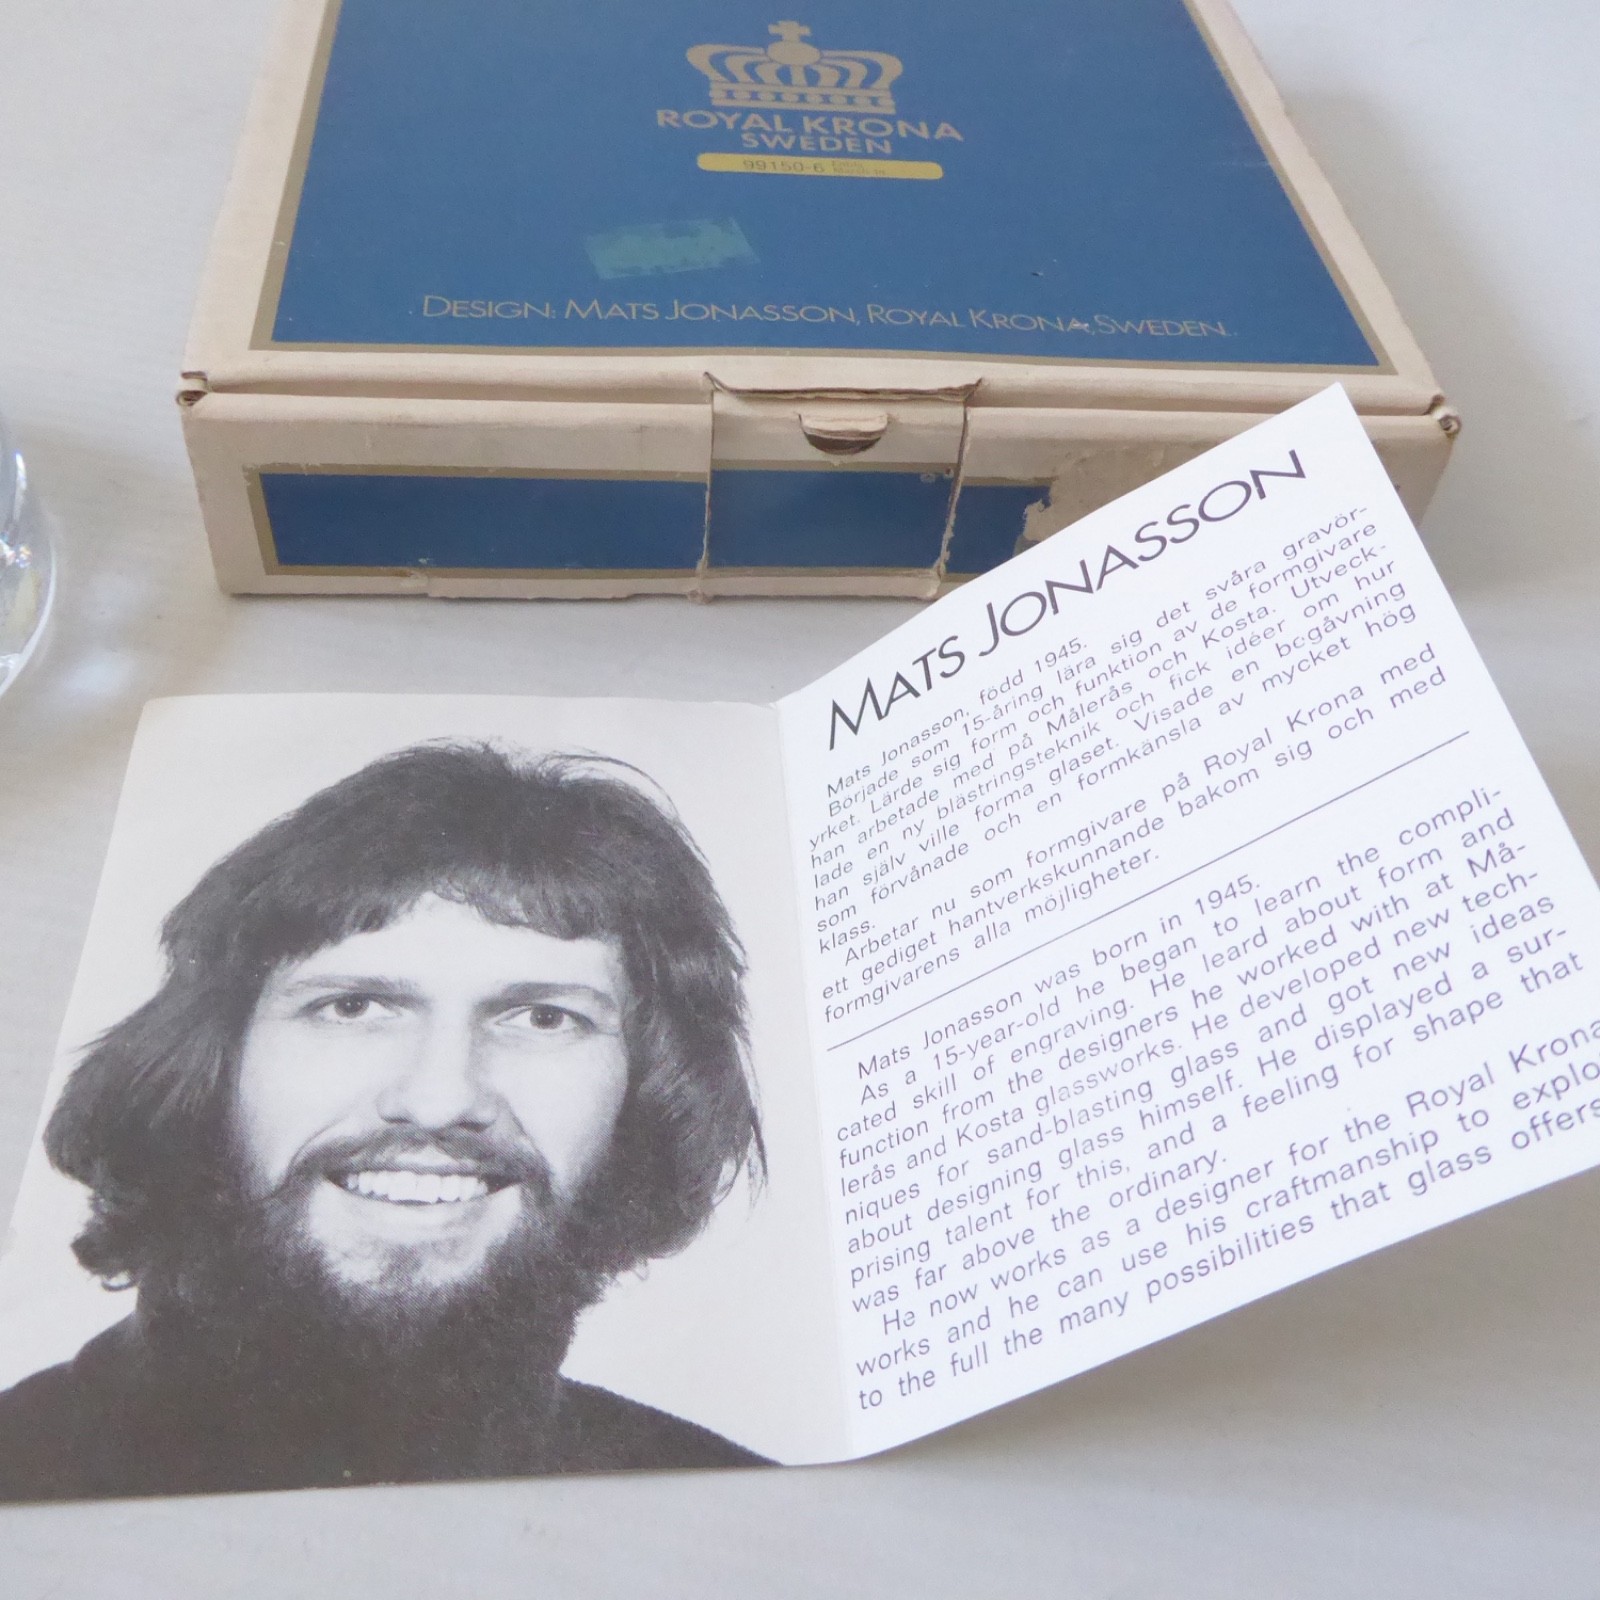 ROYAL KRONA
SWEDEN
99150-6
DESIGN: MATS JONASSON, ROYAL KRONA, SWEDEN.
MATS JONASSON
Mats Jonasson, född 1945.
Började som 15-åring lära sig det svåra gravör-
yrket. Lärde sig form och funktion av de formgivare
han arbetade med på Målerås och Kosta. Utveck-
lade en ny blästringsteknik och fick idéer om hur
han själv ville forma glaset. Visade en begåvning
som förvånade och en formkänsla av mycket hög
klass.
Arbetar nu som formgivare på Royal Krona med
ett gediget hantverkskunnande bakom sig och med
formgivarens alla möjligheter.
Mats Jonasson was born in 1945.
As a 15-year-old he began to learn the compli-
cated skill of engraving. He leard about form and
function from the designers he worked with at Må-
lerås and Kosta glassworks. He developed new tech-
niques for sand-blasting glass and got new ideas
about designing glass himself. He displayed a sur-
prising talent for this, and a feeling for shape that
was far above the ordinary.
He now works as a designer for the Royal Krona
works and he can use his craftmanship to explo
to the full the many possibilities that glass offers